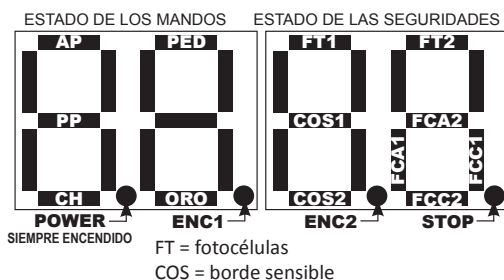 ESTADO DE LOS MANDOS ESTADO DE LAS SEGURIDADES
AP PED FT1 FT2
PP COS1 FCA2
FCA1 FCC1
CH ORO COS2 FCC2
POWER ENC1 ENC2 STOP
SIEMPRE ENCENDIDO
FT = fotocélulas
COS = borde sensible